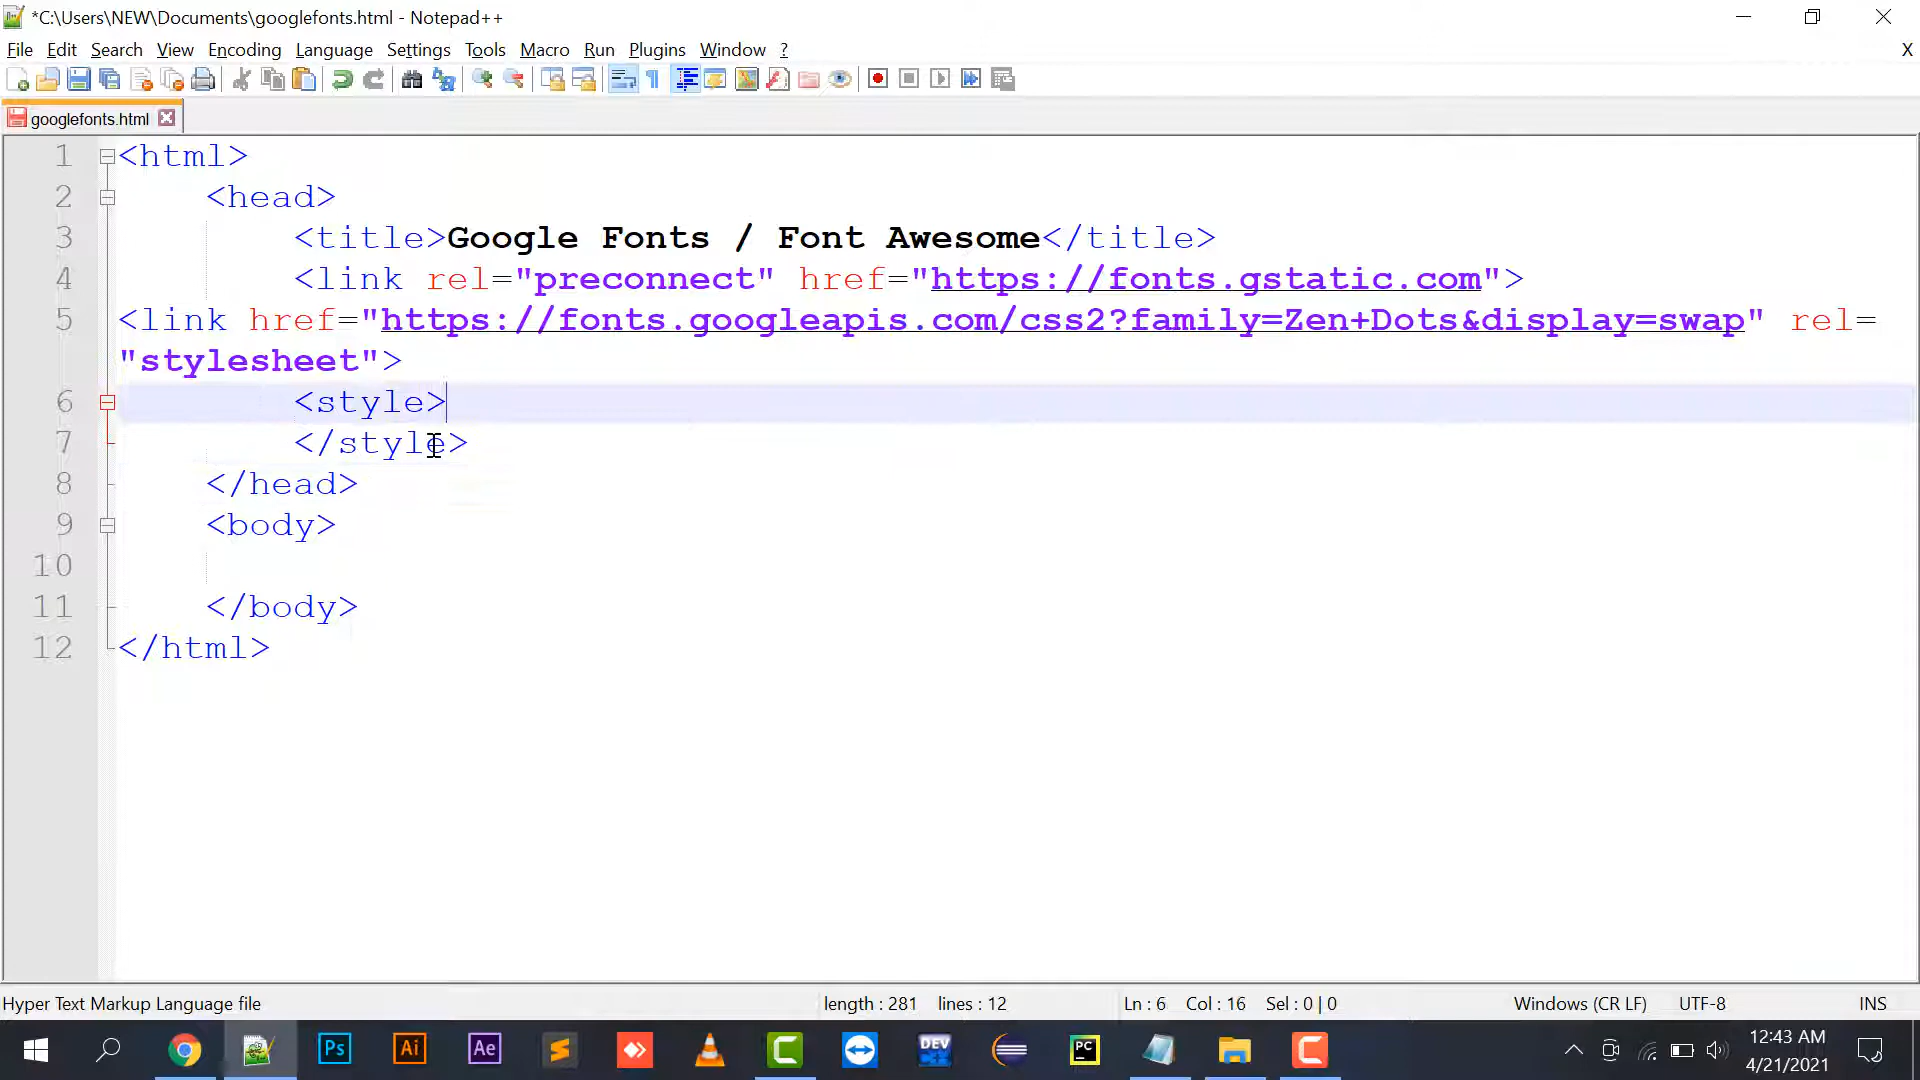 *C:\Users\NEW\Documents\googlefonts.html - Notepad++
File Edit Search View Encoding Language Settings Tools Macro Run Plugins Window ? X
googlefonts.html
1 <html>
2 <head>
3 <title>Google Fonts / Font Awesome</title>
4 <link rel="preconnect" href="https://fonts.gstatic.com">
5 <link href="https://fonts.googleapis.com/css2?family=Zen+Dots&display=swap" rel=
"stylesheet">
6 <style>
7 </style>
8 </head>
9 <body>
10
11 </body>
12 </html>
Hyper Text Markup Language file length : 281 lines : 12 Ln : 6 Col : 16 Sel : 0 | 0 Windows (CR LF) UTF-8 INS
Ps Ai Ae DEV PC
12:43 AM
4/21/2021